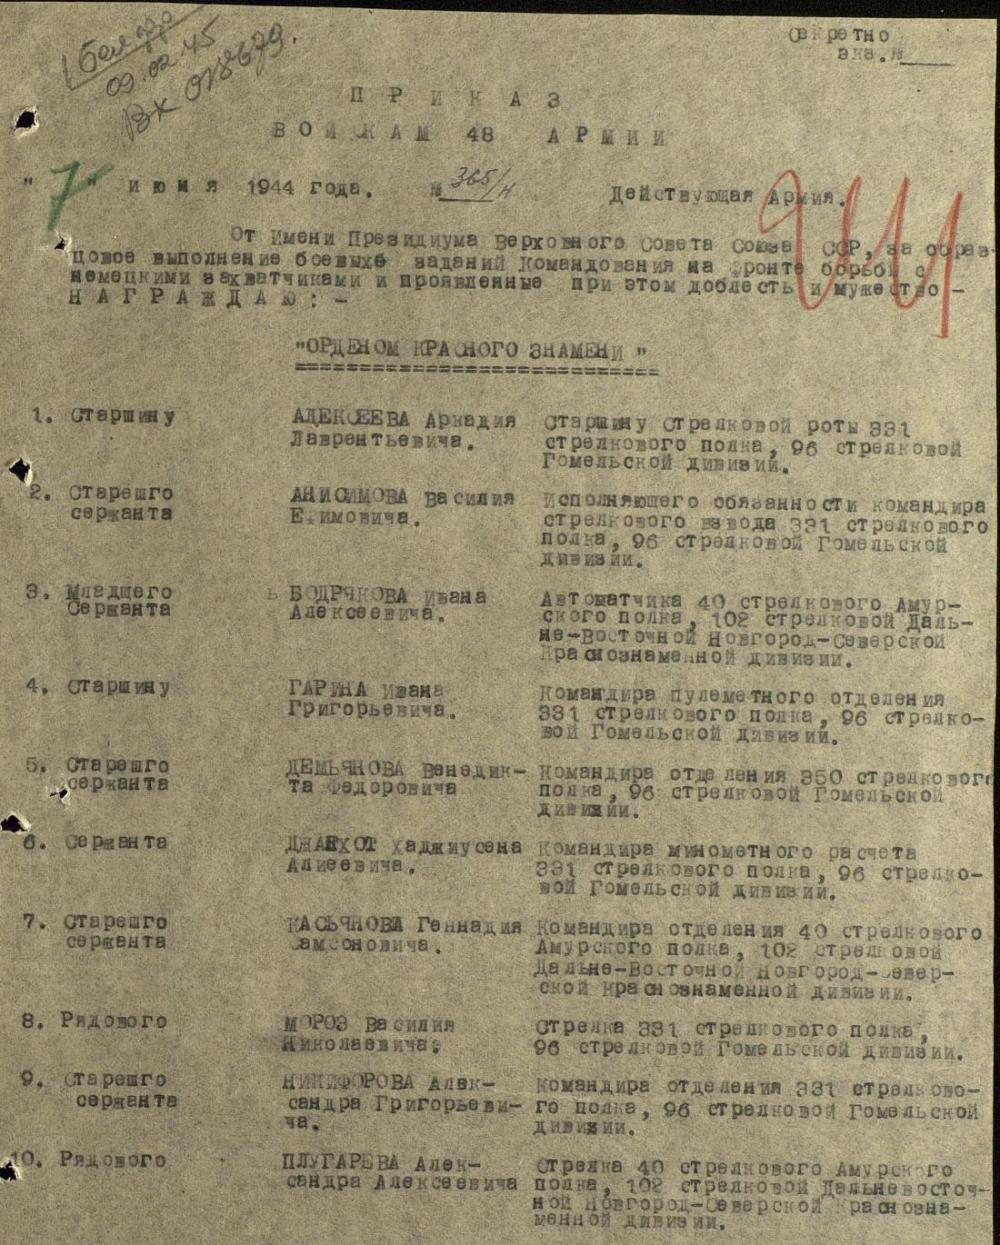 Секретно
экз.№
09.02.45
ПРИКАЗ
ВОЙСКАМ 48 АРМИИ
"7" июня 1944 года. № 365/н Действующая Армия.
От имени Президиума Верховного Совета Союза ССР, за образ-
цовое выполнение боевыхе заданий Командования на фронте борьбы с
немецкими захватчиками и проявленные при этом доблесть и мужество -
НАГРАЖДАЮ: -
"ОРДЕНОМ КРАСНОГО ЗНАМЕНИ"
1. Старшину АЛЕКСЕЕВА Аркадия Старшину стрелковой роты 331
Лаврентьевича. стрелкового полка, 96 стрелковой
Гомельской дивизии.
2. Старешго АНИСИМОВА Василия Исполняющего обязанности командира
сержанта Ефимовича. стрелкового взвода 331 стрелкового
полка, 96 стрелковой Гомельской
дивизии.
3. Младшего БОДРЯКОВА Ивана Автоматчика 40 стрелкового Амур-
Сержанта Алексеевича. ского полка, 102 стрелковой Даль-
не-Восточной Новгород-Северской
Краснознаменной дивизии.
4. Старшину ГАРИНА Ивана Командира пулеметного отделения
Григорьевича. 331 стрелкового полка, 96 стрелко-
вой Гомельской дивизии.
5. Старешго ДЕМЬЯНОВА Венедик- Командира отделения 350 стрелкового
сержанта та Федоровича полка, 96 стрелковой Гомельской
дивизии.
6. Сержанта ДЖАНХОТ Хаджиусена Командира минометного расчета
Алиеевича. 331 стрелкового полка, 96 стрелко-
вой Гомельской дивизии.
7. Старешго КАСЬЯНОВА Геннадия Командира отделения 40 стрелкового
сержанта Самсоновича. Амурского полка, 102 стрелковой
Дальне-Восточной Новгород-Север-
ской Краснознаменной дивизии.
8. Рядового МОРОЗ Василия Стрелка 331 стрелкового полка,
Николаевича. 96 стрелковой Гомельской дивизии.
9. Старешго НИКИФОРОВА Алек- Командира отделения 331 стрелково-
сержанта сандра Григорьеви- го полка, 96 стрелковой Гомельской
ча. дивизии.
10. Рядового ПЛУГАРЕВА Алек- Стрелка 40 стрелкового Амурского
сандра Алексеевича полка, 102 стрелковой Дальневосточ-
ной Новгород-Северской Краснозна-
менной дивизии.